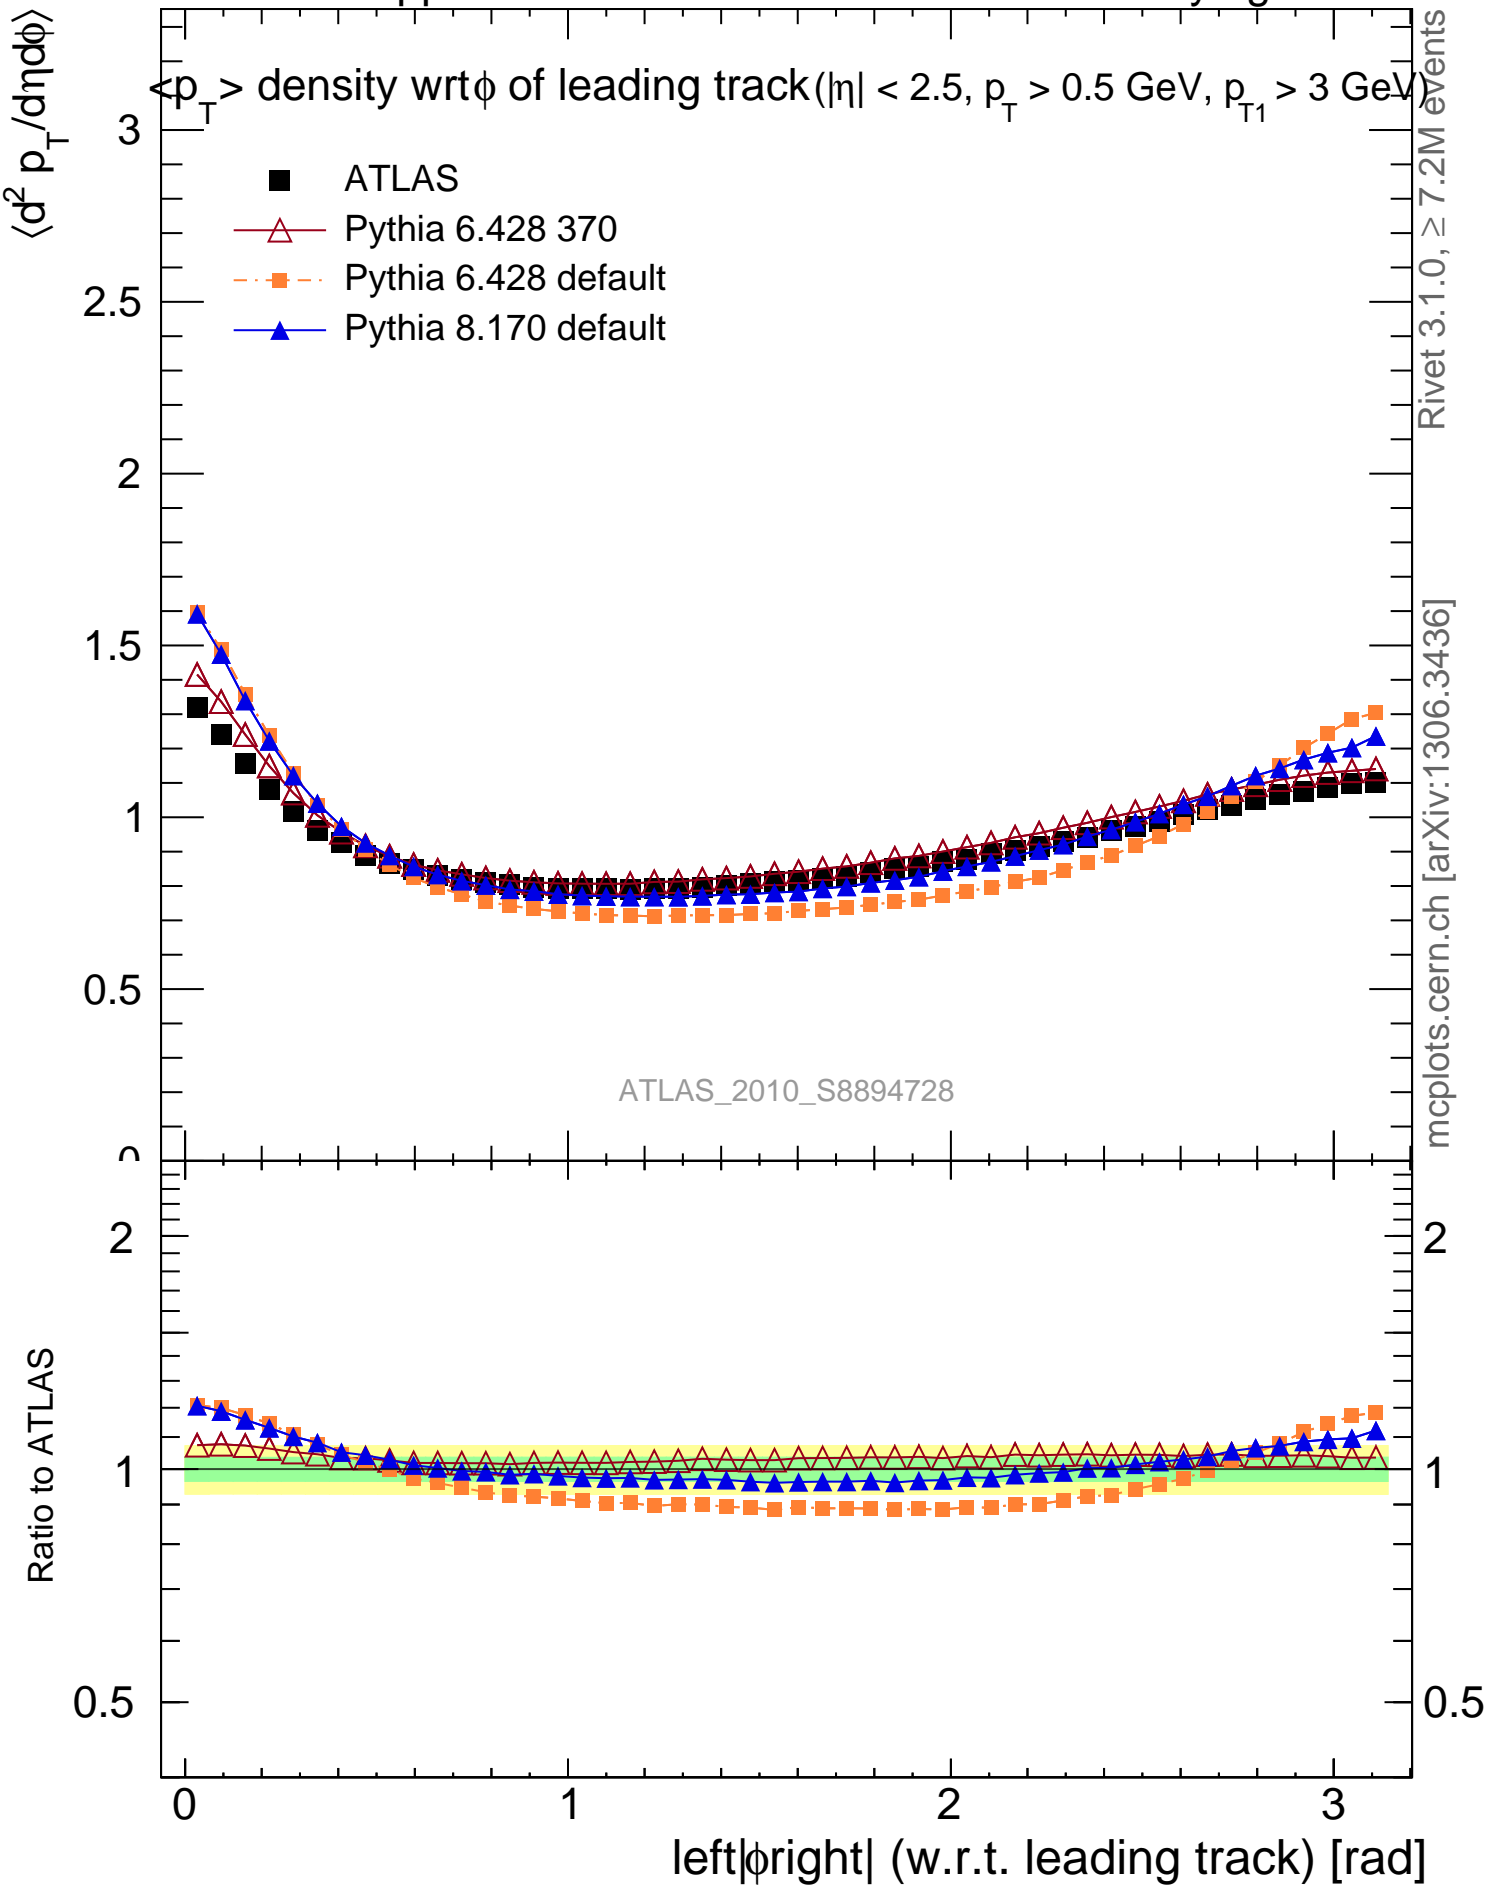 <p_T> density wrt ϕ of leading track (|η| < 2.5, p_T > 0.5 GeV, p_T1 > 3 GeV)
⟨d² p_T/dηdϕ⟩
ATLAS
Pythia 6.428 370
Pythia 6.428 default
Pythia 8.170 default
3
2.5
2
1.5
1
0.5
0
ATLAS_2010_S8894728
Rivet 3.1.0, ≥ 7.2M events
mcplots.cern.ch [arXiv:1306.3436]
Ratio to ATLAS
2
1
0.5
2
1
0.5
0 1 2 3
left|ϕright| (w.r.t. leading track) [rad]